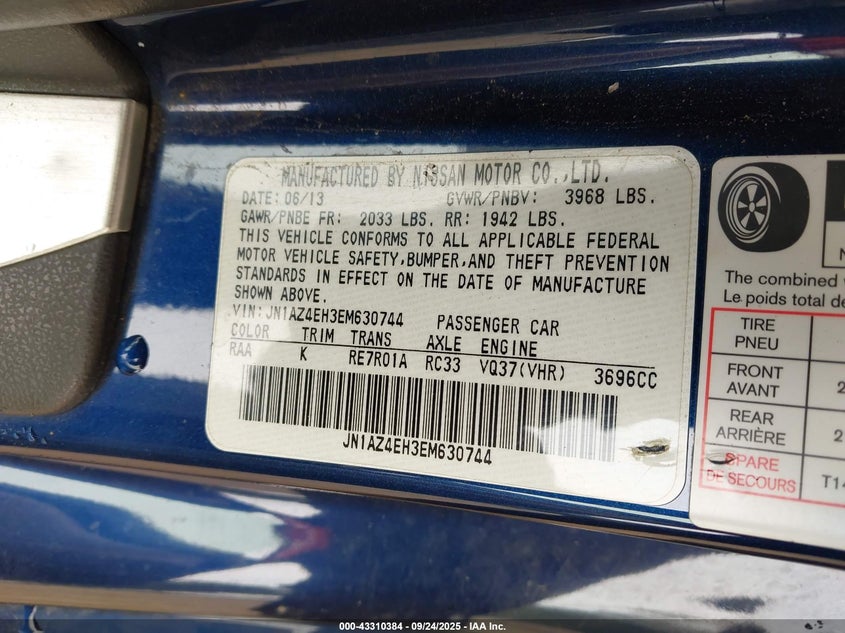 MANUFACTURED BY NISSAN MOTOR CO.,LTD.
DATE: 06/13 GVWR/PNBV: 3968 LBS.
GAWR/PNBE FR: 2033 LBS. RR: 1942 LBS.
THIS VEHICLE CONFORMS TO ALL APPLICABLE FEDERAL
MOTOR VEHICLE SAFETY,BUMPER,AND THEFT PREVENTION
STANDARDS IN EFFECT ON THE DATE OF MANUFACTURE
SHOWN ABOVE.
VIN:JN1AZ4EH3EM630744 PASSENGER CAR
COLOR TRIM TRANS AXLE ENGINE
RAA K RE7R01A RC33 VQ37(VHR) 3696CC
JN1AZ4EH3EM630744
The combined
Le poids total
TIRE
PNEU
FRONT
AVANT
2
REAR
ARRIÈRE
2
SPARE
DE SECOURS
T14
000-43310384 - 09/24/2025 - IAA Inc.